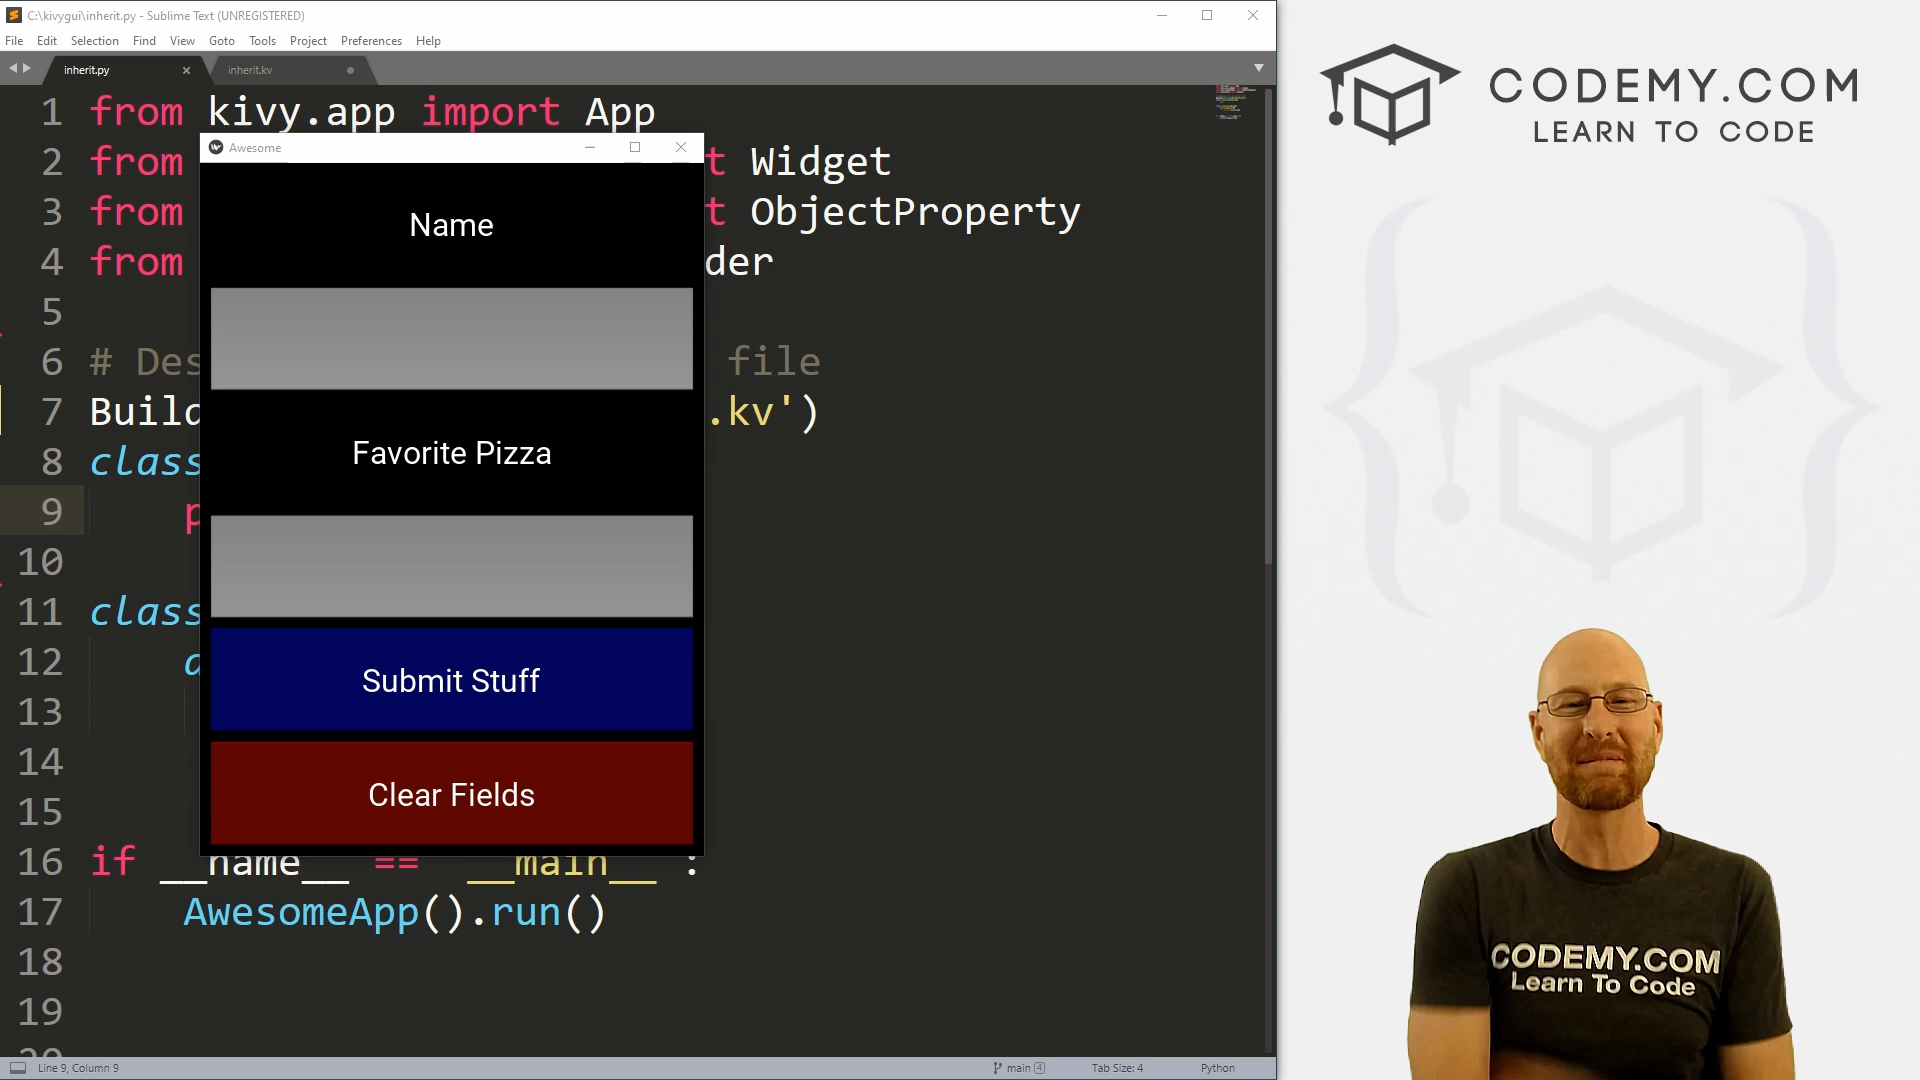 C:\kivygui\inherit.py - Sublime Text (UNREGISTERED)
File Edit Selection Find View Goto Tools Project Preferences Help
inherit.py inherit.kv
1 from kivy.app import App
Awesome
2 from t Widget
3 from t ObjectProperty
4 from der
5
6 # Des file
7 Build .kv')
8 class
9 p
10
11 class
12
13
14
15
16 if __name__ == __main__ :
17 AwesomeApp().run()
18
19
20
Name
Favorite Pizza
Submit Stuff
Clear Fields
Line 9, Column 9 main 4 Tab Size: 4 Python
CODEMY.COM
LEARN TO CODE
CODEMY.COM
Learn To Code